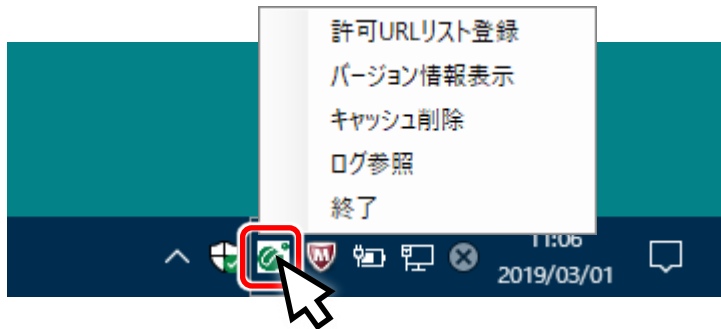 許可URLリスト登録
バージョン情報表示
キャッシュ削除
ログ参照
終了
11:06
2019/03/01